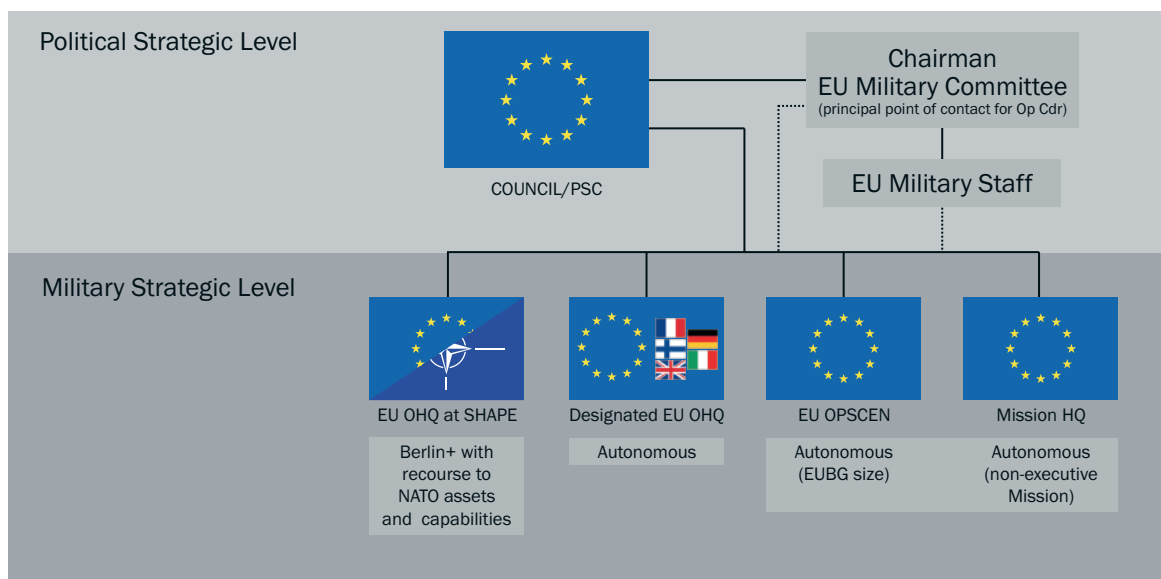 Political Strategic Level
Chairman
EU Military Committee
(principal point of contact for Op Cdr)
COUNCIL/PSC
EU Military Staff
Military Strategic Level
EU OHQ at SHAPE
Berlin+ with
recourse to
NATO assets
and capabilities
Designated EU OHQ
Autonomous
EU OPSCEN
Autonomous
(EUBG size)
Mission HQ
Autonomous
(non-executive
Mission)